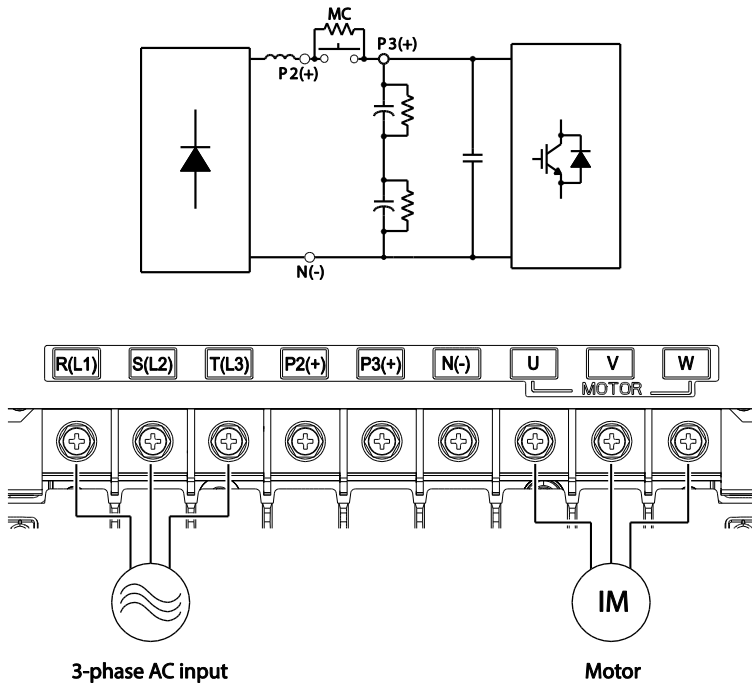 MC
P3(+)
P2(+)
N(-)
R(L1) S(L2) T(L3) P2(+) P3(+) N(-) U V W
MOTOR
IM
3-phase AC input Motor